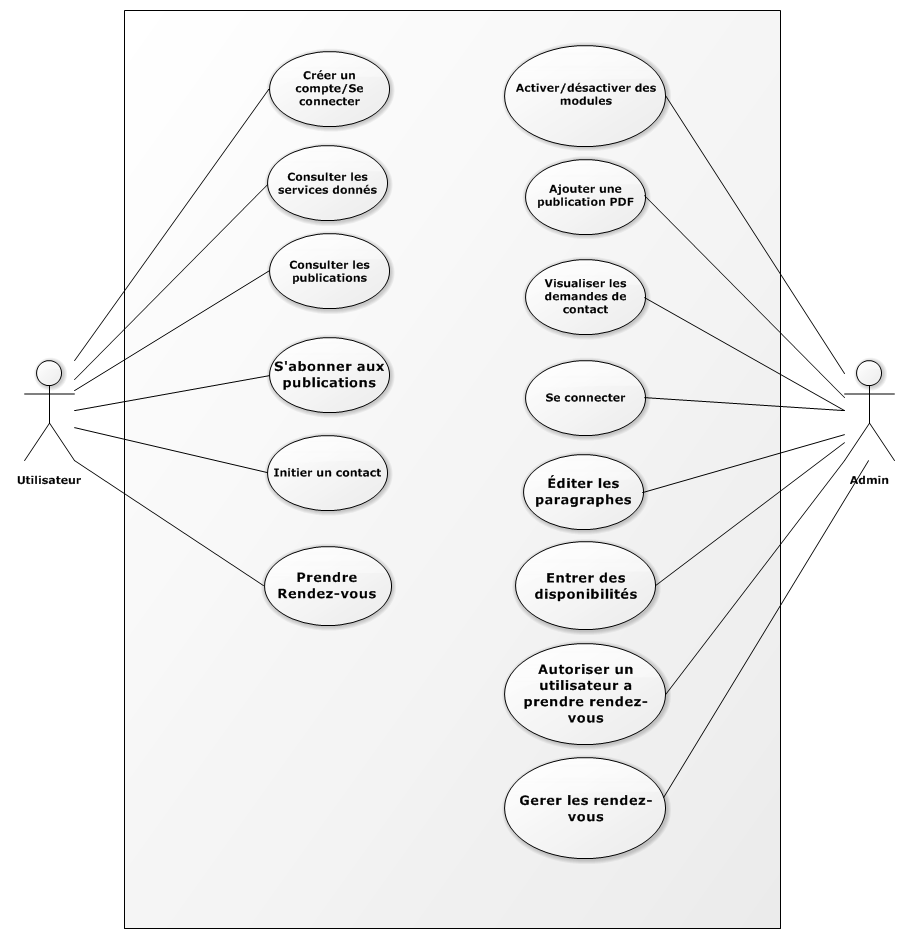 Créer un
compte/Se
connecter
Consulter les
services donnés
Consulter les
publications
S'abonner aux
publications
Initier un contact
Prendre
Rendez-vous
Utilisateur
Activer/désactiver des
modules
Ajouter une
publication PDF
Visualiser les
demandes de
contact
Se connecter
Éditer les
paragraphes
Entrer des
disponibilités
Autoriser un
utilisateur a
prendre rendez-
vous
Gerer les rendez-
vous
Admin